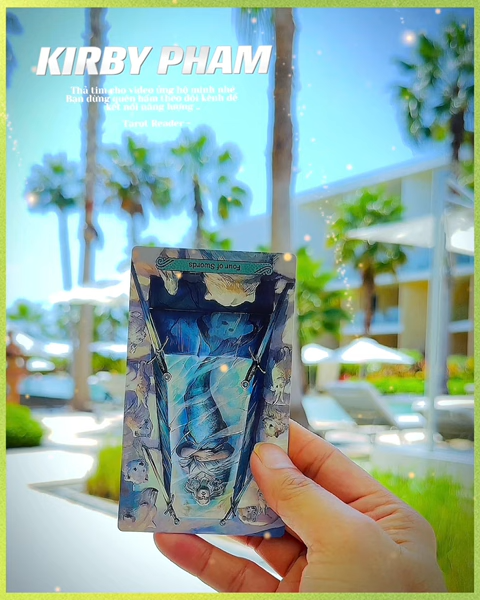 KIRBY PHAM
Thả tim cho video ủng hộ mình nhé
Bạn đừng quên bấm theo dõi kênh để
kết nối năng lượng ..
- Tarot Reader -
Four of Swords